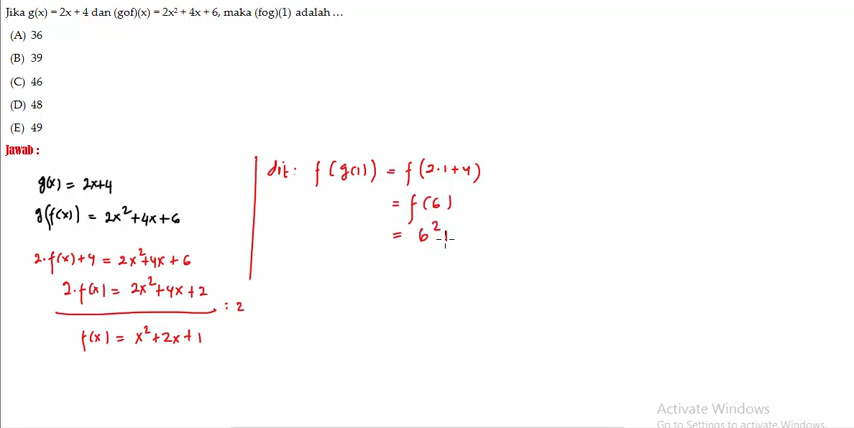 Jika g(x) = 2x + 4 dan (gof)(x) = 2x² + 4x + 6, maka (fog)(1) adalah ...
(A) 36
(B) 39
(C) 46
(D) 48
(E) 49
Jawab :
g(x) = 2x+4
g(f(x)) = 2x²+4x+6
2.f(x)+4 = 2x²+4x+6
2.f(x) = 2x²+4x+2
: 2
f(x) = x²+2x+1
dit: f(g(1)) = f(2.1+4)
= f(6)
= 6²
Activate Windows
Go to Settings to activate Windows.